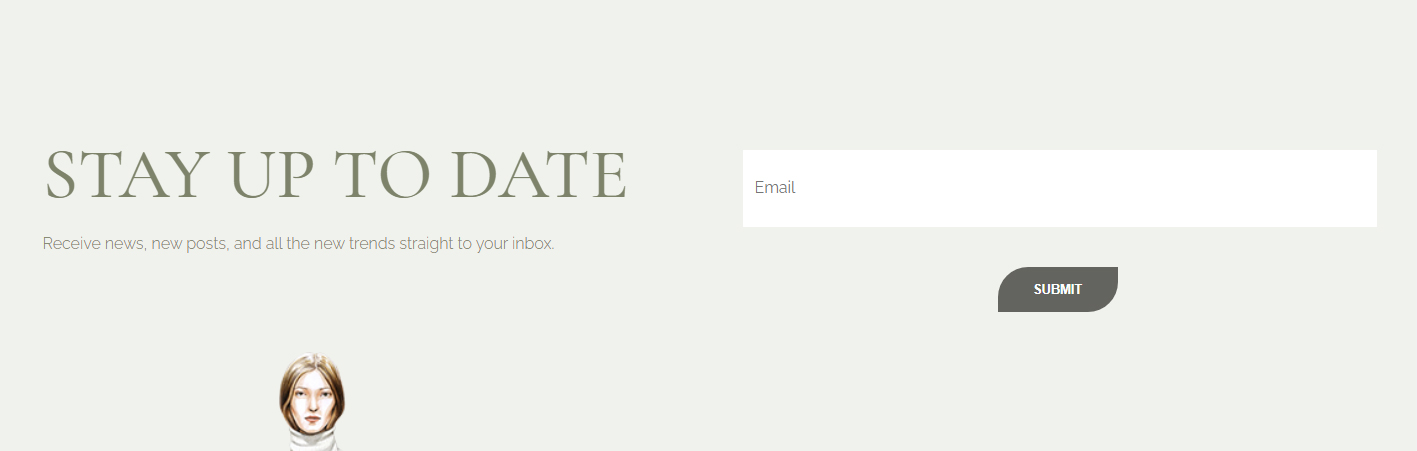 STAY UP TO DATE
Receive news, new posts, and all the new trends straight to your inbox.
Email
SUBMIT